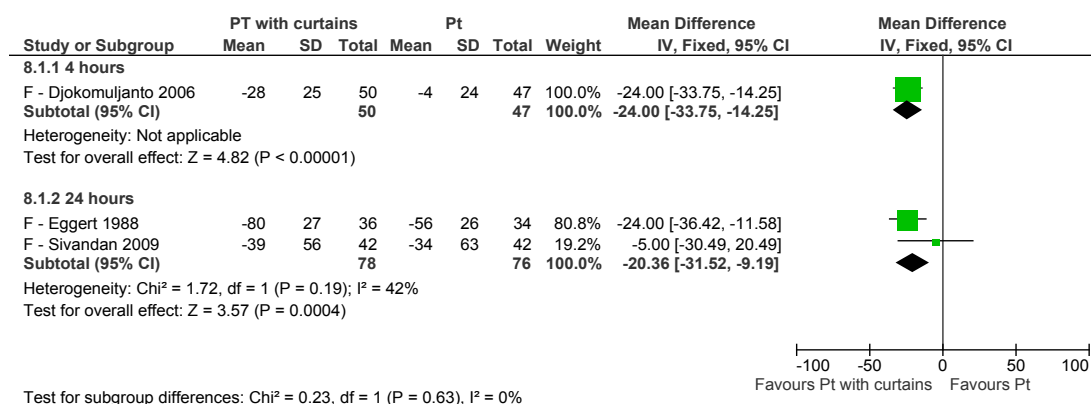 PT with curtains Pt Mean Difference Mean Difference
Study or Subgroup Mean SD Total Mean SD Total Weight IV, Fixed, 95% CI IV, Fixed, 95% CI
8.1.1 4 hours
F - Djokomuljanto 2006 -28 25 50 -4 24 47 100.0% -24.00 [-33.75, -14.25]
Subtotal (95% CI) 50 47 100.0% -24.00 [-33.75, -14.25]
Heterogeneity: Not applicable
Test for overall effect: Z = 4.82 (P < 0.00001)
8.1.2 24 hours
F - Eggert 1988 -80 27 36 -56 26 34 80.8% -24.00 [-36.42, -11.58]
F - Sivandan 2009 -39 56 42 -34 63 42 19.2% -5.00 [-30.49, 20.49]
Subtotal (95% CI) 78 76 100.0% -20.36 [-31.52, -9.19]
Heterogeneity: Chi² = 1.72, df = 1 (P = 0.19); I² = 42%
Test for overall effect: Z = 3.57 (P = 0.0004)
-100 -50 0 50 100
Favours Pt with curtains Favours Pt
Test for subgroup differences: Chi² = 0.23, df = 1 (P = 0.63), I² = 0%